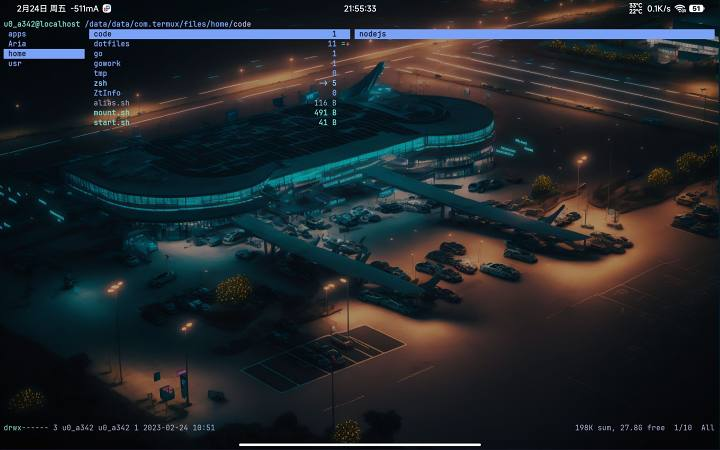 2月24日 周五 -511mA
21:55:33
33℃ 22℃ 0.1K/s 51
u0_a342@localhost /data/data/com.termux/files/home/code
apps
Aria
home
usr
code 1
dotfiles 11
go 1
gowork 1
tmp 0
zsh -> 5
ZtInfo 0
alias.sh 116 B
mount.sh 491 B
start.sh 41 B
nodejs
drwx------ 3 u0_a342 u0_a342 1 2023-02-24 10:51
198K sum, 27.8G free 1/10 All